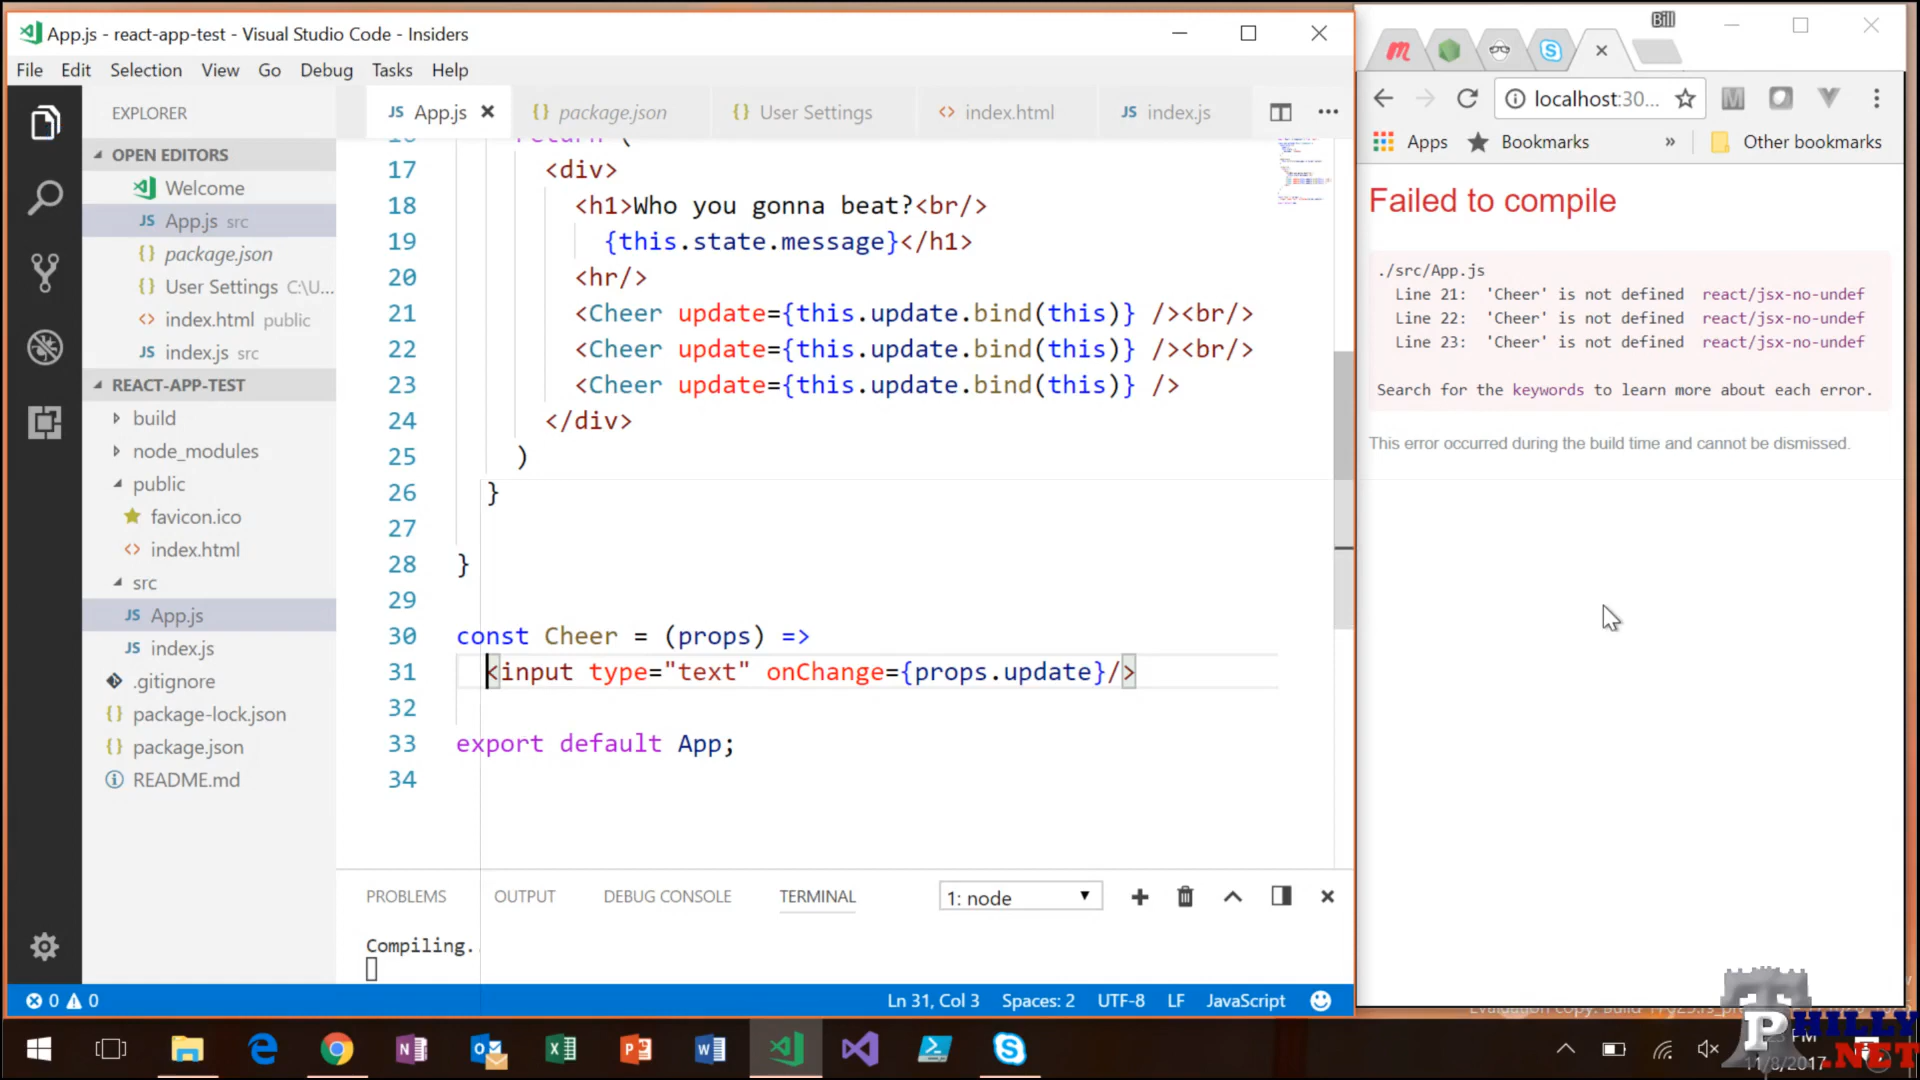 App.js - react-app-test - Visual Studio Code - Insiders
File Edit Selection View Go Debug Tasks Help
EXPLORER
OPEN EDITORS
Welcome
JS App.js src
{} package.json
{} User Settings C:\U...
<> index.html public
JS index.js src
REACT-APP-TEST
build
node_modules
public
favicon.ico
<> index.html
src
JS App.js
JS index.js
.gitignore
{} package-lock.json
{} package.json
README.md
JS App.js
{} package.json
{} User Settings
<> index.html
JS index.js
return (
17 <div>
18 <h1>Who you gonna beat?<br/>
19 {this.state.message}</h1>
20 <hr/>
21 <Cheer update={this.update.bind(this)} /><br/>
22 <Cheer update={this.update.bind(this)} /><br/>
23 <Cheer update={this.update.bind(this)} />
24 </div>
25 )
26 }
27
28 }
29
30 const Cheer = (props) =>
31 <input type="text" onChange={props.update}/>
32
33 export default App;
34
PROBLEMS OUTPUT DEBUG CONSOLE TERMINAL 1: node
Compiling.
0 0 Ln 31, Col 3 Spaces: 2 UTF-8 LF JavaScript
Bill
localhost:30...
Apps Bookmarks » Other bookmarks
Failed to compile
./src/App.js
Line 21: 'Cheer' is not defined react/jsx-no-undef
Line 22: 'Cheer' is not defined react/jsx-no-undef
Line 23: 'Cheer' is not defined react/jsx-no-undef
Search for the keywords to learn more about each error.
This error occurred during the build time and cannot be dismissed.
PHILLY
.NET
PM
11/8/2017